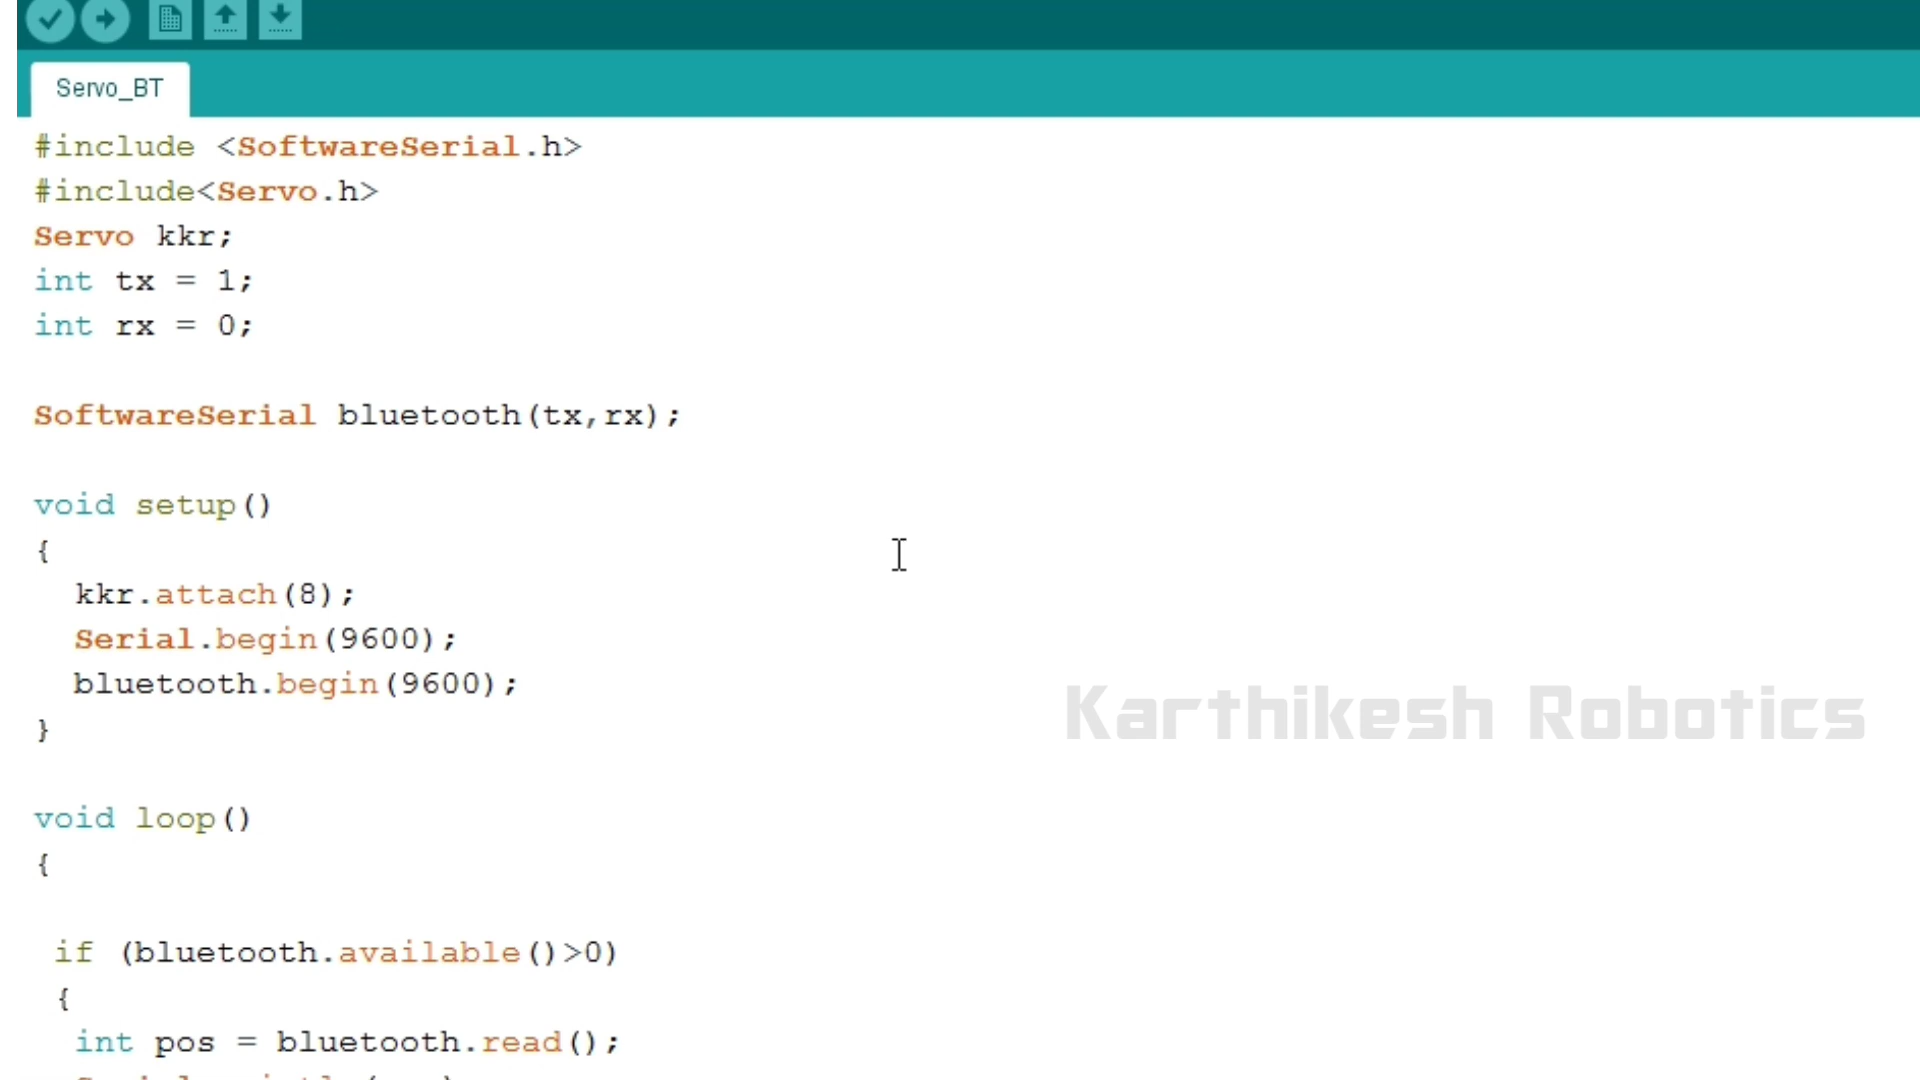 Servo_BT
#include <SoftwareSerial.h>
#include<Servo.h>
Servo kkr;
int tx = 1;
int rx = 0;
SoftwareSerial bluetooth(tx,rx);
void setup()
{
kkr.attach(8);
Serial.begin(9600);
bluetooth.begin(9600);
}
Karthikesh Robotics
void loop()
{
if (bluetooth.available()>0)
{
int pos = bluetooth.read();